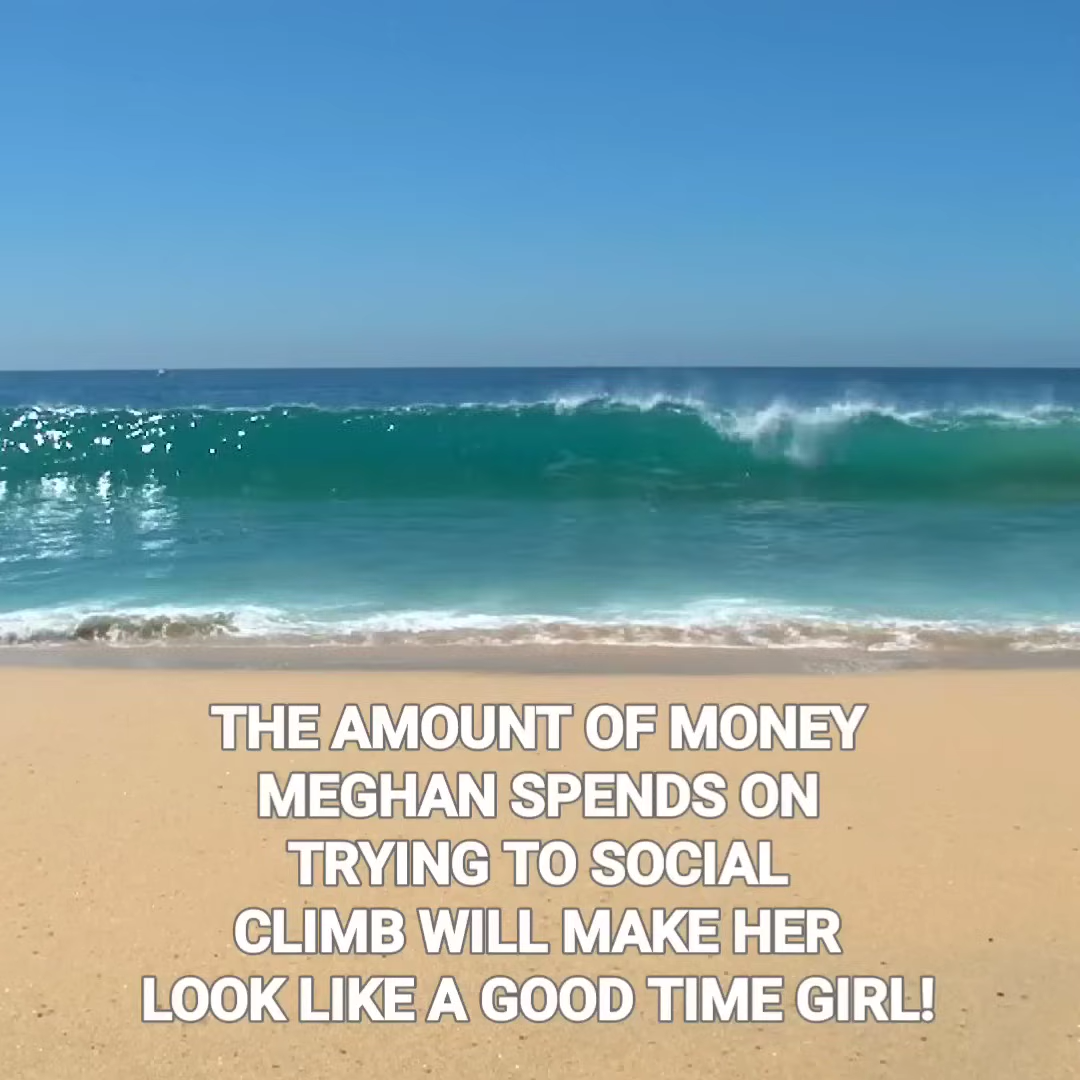 THE AMOUNT OF MONEY
MEGHAN SPENDS ON
TRYING TO SOCIAL
CLIMB WILL MAKE HER
LOOK LIKE A GOOD TIME GIRL!